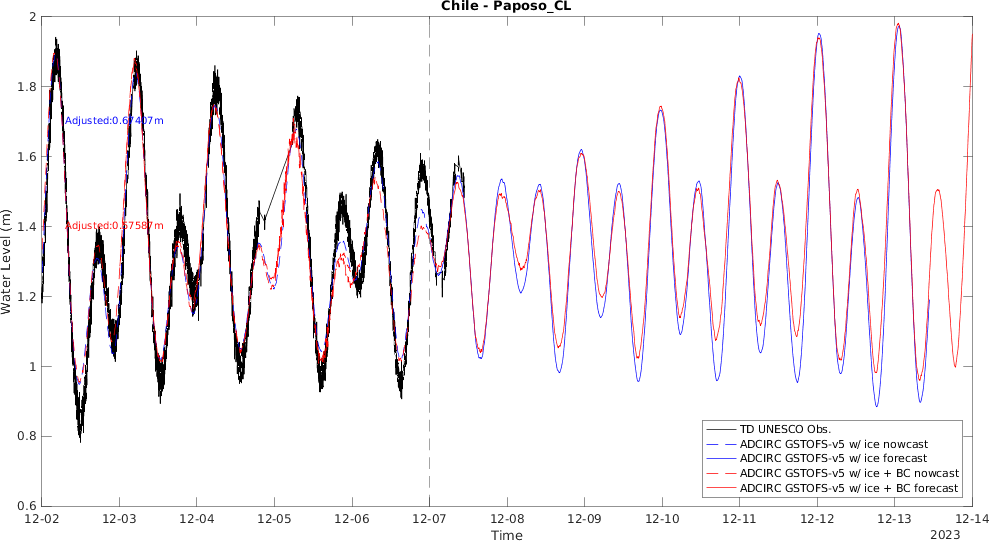 Chile - Paposo_CL
2
1.8
1.6
1.4
1.2
1
0.8
0.6
Water Level (m)
Adjusted:0.67407m
Adjusted:0.67587m
TD UNESCO Obs.
ADCIRC GSTOFS-v5 w/ ice nowcast
ADCIRC GSTOFS-v5 w/ ice forecast
ADCIRC GSTOFS-v5 w/ ice + BC nowcast
ADCIRC GSTOFS-v5 w/ ice + BC forecast
12-02 12-03 12-04 12-05 12-06 12-07 12-08 12-09 12-10 12-11 12-12 12-13 12-14
Time
2023